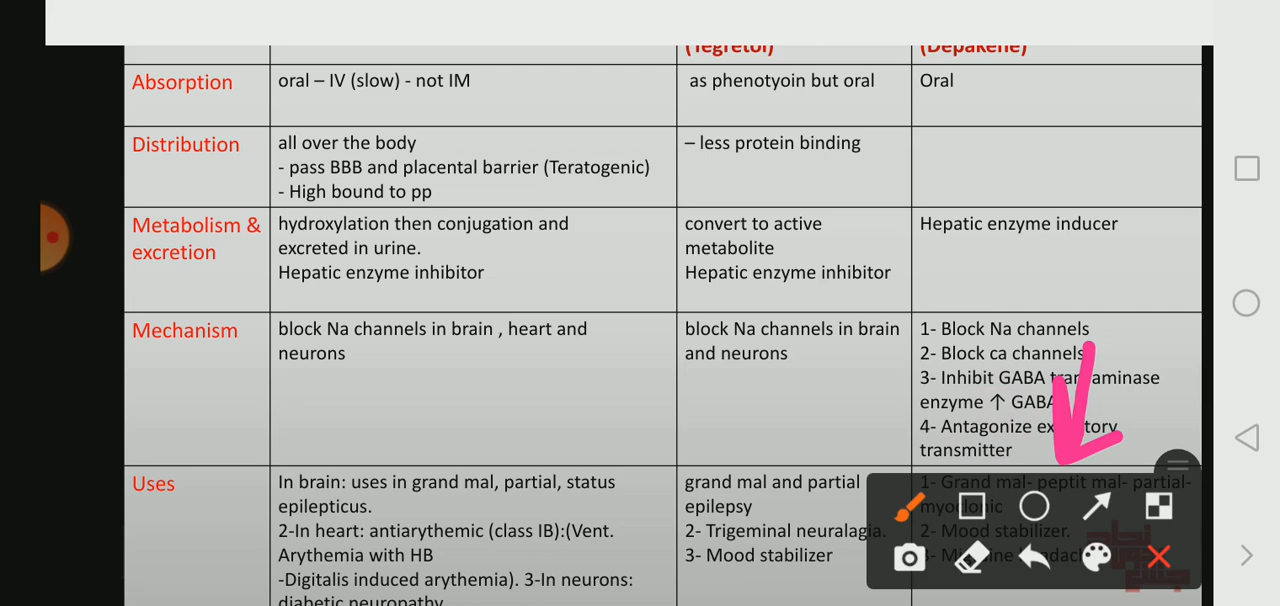 (Tegretol) (Depakene)
Absorption
oral – IV (slow) - not IM
as phenotyoin but oral
Oral
Distribution
all over the body
- pass BBB and placental barrier (Teratogenic)
- High bound to pp
– less protein binding
Metabolism &
excretion
hydroxylation then conjugation and
excreted in urine.
Hepatic enzyme inhibitor
convert to active
metabolite
Hepatic enzyme inhibitor
Hepatic enzyme inducer
Mechanism
block Na channels in brain , heart and
neurons
block Na channels in brain
and neurons
1- Block Na channels
2- Block ca channels
3- Inhibit GABA transaminase
enzyme ↑ GABA
4- Antagonize excitatory
transmitter
Uses
In brain: uses in grand mal, partial, status
epilepticus.
2-In heart: antiarythemic (class IB):(Vent.
Arythemia with HB
-Digitalis induced arythemia). 3-In neurons:
diabetic neuropathy
grand mal and partial
epilepsy
2- Trigeminal neuralagia.
3- Mood stabilizer
1- Grand mal- peptit mal- partial-
myoclonic
2- Mood stabilizer.